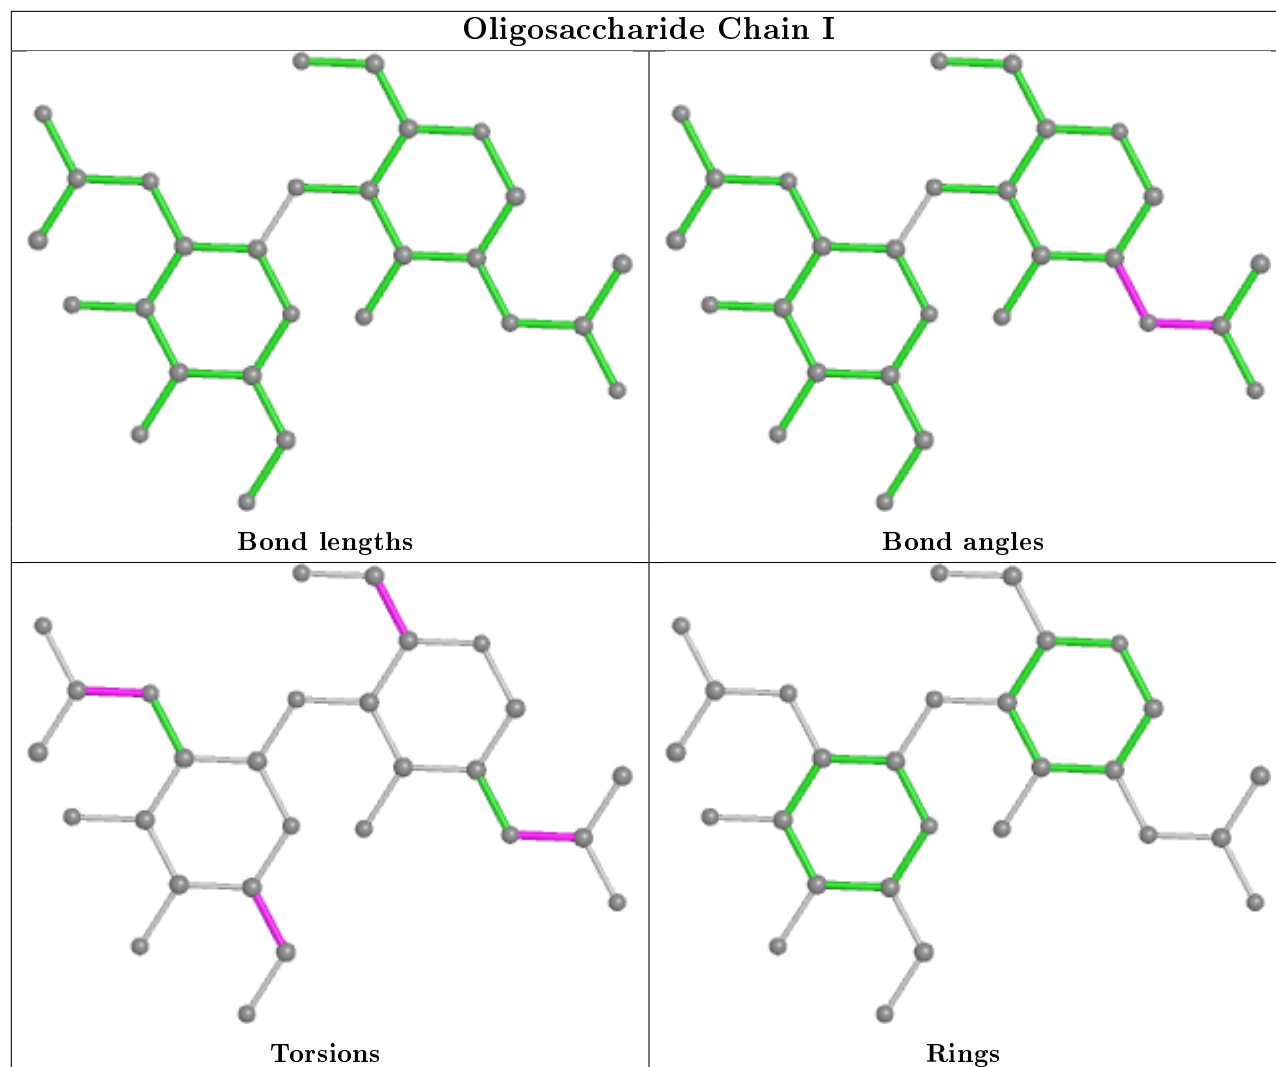 Oligosaccharide Chain I
Bond lengths
Bond angles
Torsions
Rings